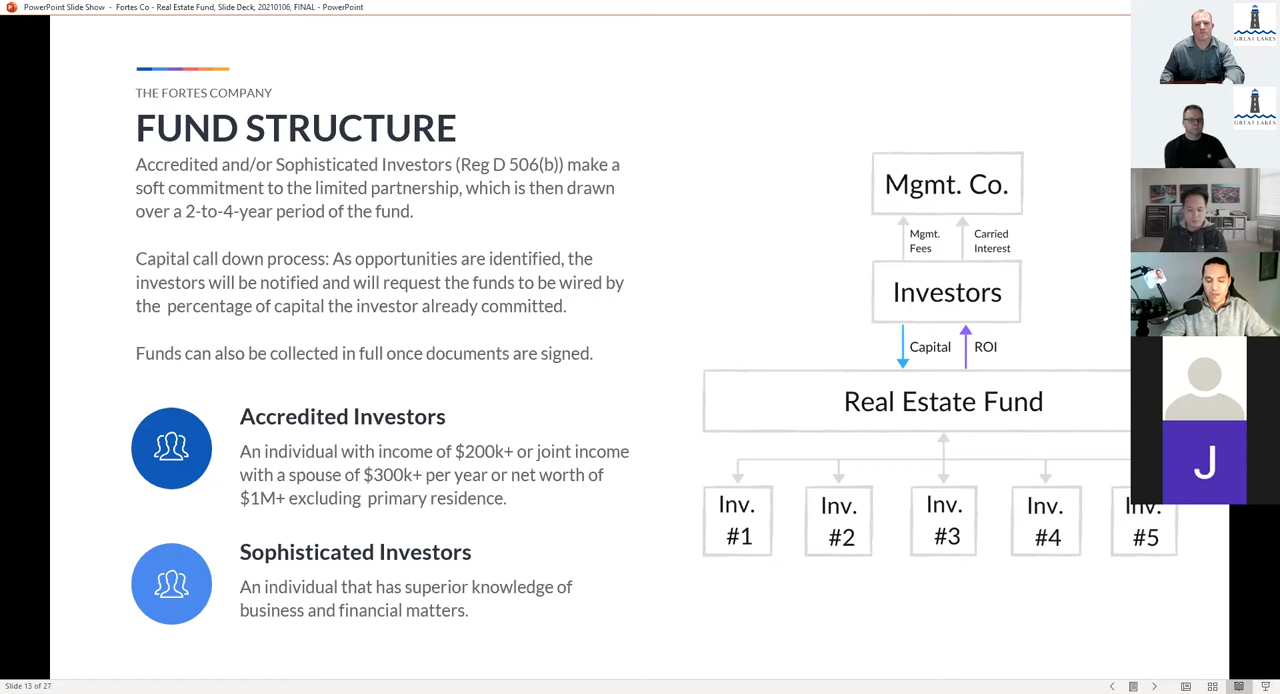 PowerPoint Slide Show - Fortes Co - Real Estate Fund, Slide Deck, 20210106, FINAL - PowerPoint
THE FORTES COMPANY
FUND STRUCTURE
Accredited and/or Sophisticated Investors (Reg D 506(b)) make a
soft commitment to the limited partnership, which is then drawn
over a 2-to-4-year period of the fund.
Capital call down process: As opportunities are identified, the
investors will be notified and will request the funds to be wired by
the percentage of capital the investor already committed.
Funds can also be collected in full once documents are signed.
Accredited Investors
An individual with income of $200k+ or joint income
with a spouse of $300k+ per year or net worth of
$1M+ excluding primary residence.
Sophisticated Investors
An individual that has superior knowledge of
business and financial matters.
Mgmt. Co.
Mgmt.
Fees
Carried
Interest
Investors
Capital
ROI
Real Estate Fund
Inv.
#1
Inv.
#2
Inv.
#3
Inv.
#4
Inv.
#5
GREAT LAKES
GREAT LAKES
J
Slide 13 of 27